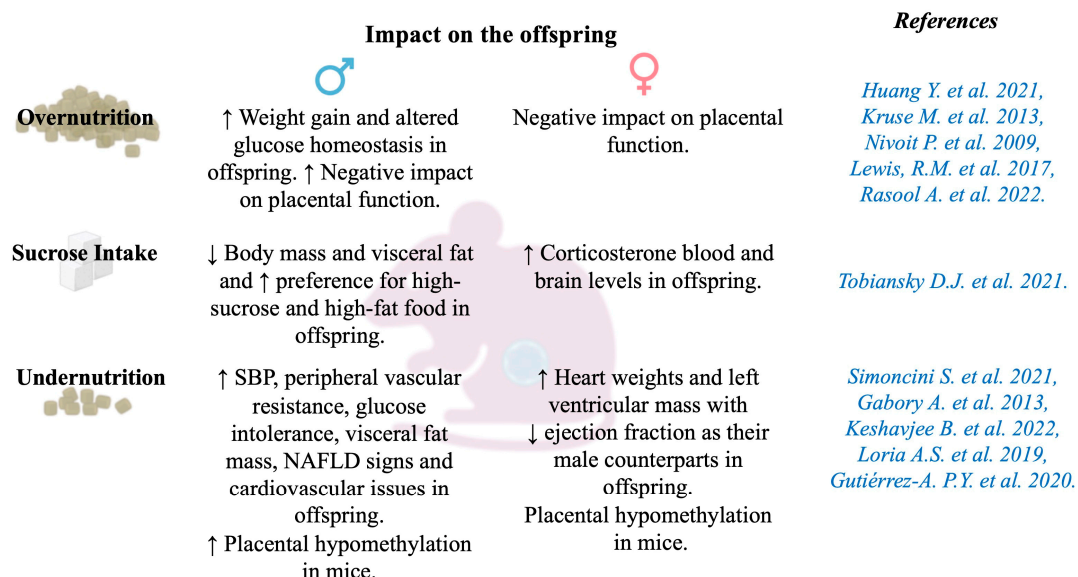 Impact on the offspring
References
Overnutrition
↑ Weight gain and altered
glucose homeostasis in
offspring. ↑ Negative impact
on placental function.
Negative impact on placental
function.
Huang Y. et al. 2021,
Kruse M. et al. 2013,
Nivoit P. et al. 2009,
Lewis, R.M. et al. 2017,
Rasool A. et al. 2022.
Sucrose Intake
↓ Body mass and visceral fat
and ↑ preference for high-
sucrose and high-fat food in
offspring.
↑ Corticosterone blood and
brain levels in offspring.
Tobiansky D.J. et al. 2021.
Undernutrition
↑ SBP, peripheral vascular
resistance, glucose
intolerance, visceral fat
mass, NAFLD signs and
cardiovascular issues in
offspring.
↑ Placental hypomethylation
in mice.
↑ Heart weights and left
ventricular mass with
↓ ejection fraction as their
male counterparts in
offspring.
Placental hypomethylation
in mice.
Simoncini S. et al. 2021,
Gabory A. et al. 2013,
Keshavjee B. et al. 2022,
Loria A.S. et al. 2019,
Gutiérrez-A. P.Y. et al. 2020.